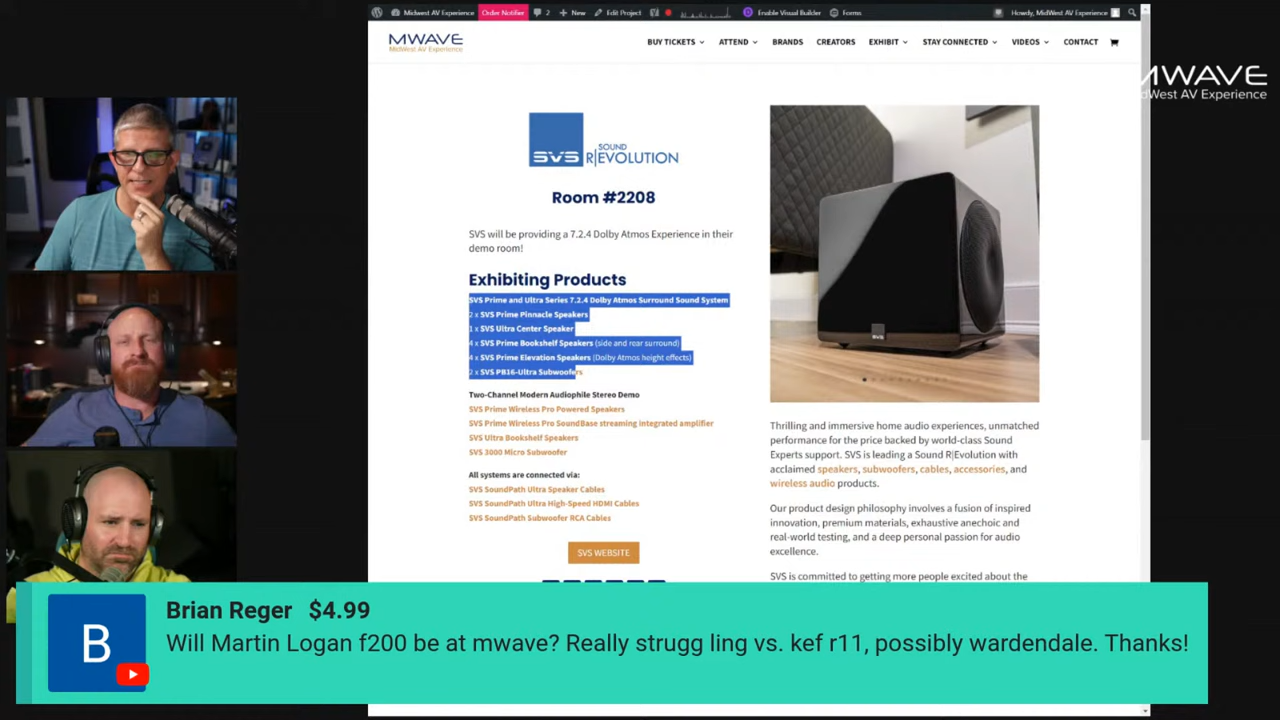 Midwest AV Experience Order Notifier 2 New Edit Project Enable Visual Builder Forms Howdy, MidWest AV Experience
MWAVE
MidWest AV Experience
BUY TICKETS ATTEND BRANDS CREATORS EXHIBIT STAY CONNECTED VIDEOS CONTACT
MWAVE
MidWest AV Experience
SVS SOUND
R|EVOLUTION
Room #2208
SVS will be providing a 7.2.4 Dolby Atmos Experience in their
demo room!
Exhibiting Products
SVS Prime and Ultra Series 7.2.4 Dolby Atmos Surround Sound System
2 x SVS Prime Pinnacle Speakers
1 x SVS Ultra Center Speaker
4 x SVS Prime Bookshelf Speakers (side and rear surround)
4 x SVS Prime Elevation Speakers (Dolby Atmos height effects)
2 x SVS PB16-Ultra Subwoofers
Two-Channel Modern Audiophile Stereo Demo
SVS Prime Wireless Pro Powered Speakers
SVS Prime Wireless Pro SoundBase streaming integrated amplifier
SVS Ultra Bookshelf Speakers
SVS 3000 Micro Subwoofer
All systems are connected via:
SVS SoundPath Ultra Speaker Cables
SVS SoundPath Ultra High-Speed HDMI Cables
SVS SoundPath Subwoofer RCA Cables
SVS WEBSITE
SVS
Thrilling and immersive home audio experiences, unmatched
performance for the price backed by world-class Sound
Experts support. SVS is leading a Sound R|Evolution with
acclaimed speakers, subwoofers, cables, accessories, and
wireless audio products.
Our product design philosophy involves a fusion of inspired
innovation, premium materials, exhaustive anechoic and
real-world testing, and a deep personal passion for audio
excellence.
SVS is committed to getting more people excited about the
B
Brian Reger $4.99
Will Martin Logan f200 be at mwave? Really strugg ling vs. kef r11, possibly wardendale. Thanks!